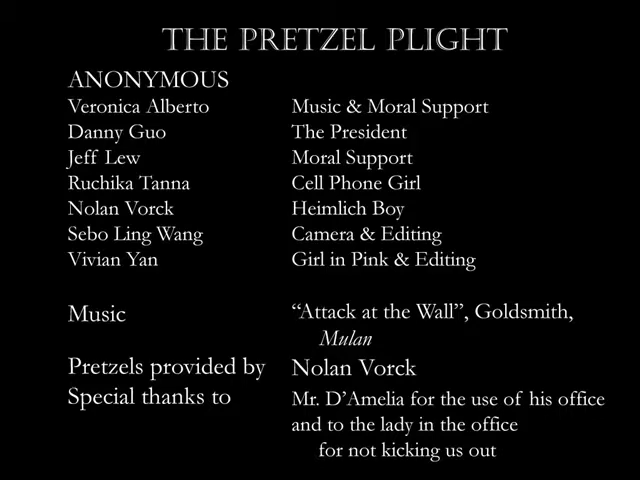 THE PRETZEL PLIGHT
ANONYMOUS
Veronica Alberto Music & Moral Support
Danny Guo The President
Jeff Lew Moral Support
Ruchika Tanna Cell Phone Girl
Nolan Vorck Heimlich Boy
Sebo Ling Wang Camera & Editing
Vivian Yan Girl in Pink & Editing
Music “Attack at the Wall”, Goldsmith,
Mulan
Pretzels provided by Nolan Vorck
Special thanks to Mr. D’Amelia for the use of his office
and to the lady in the office
for not kicking us out